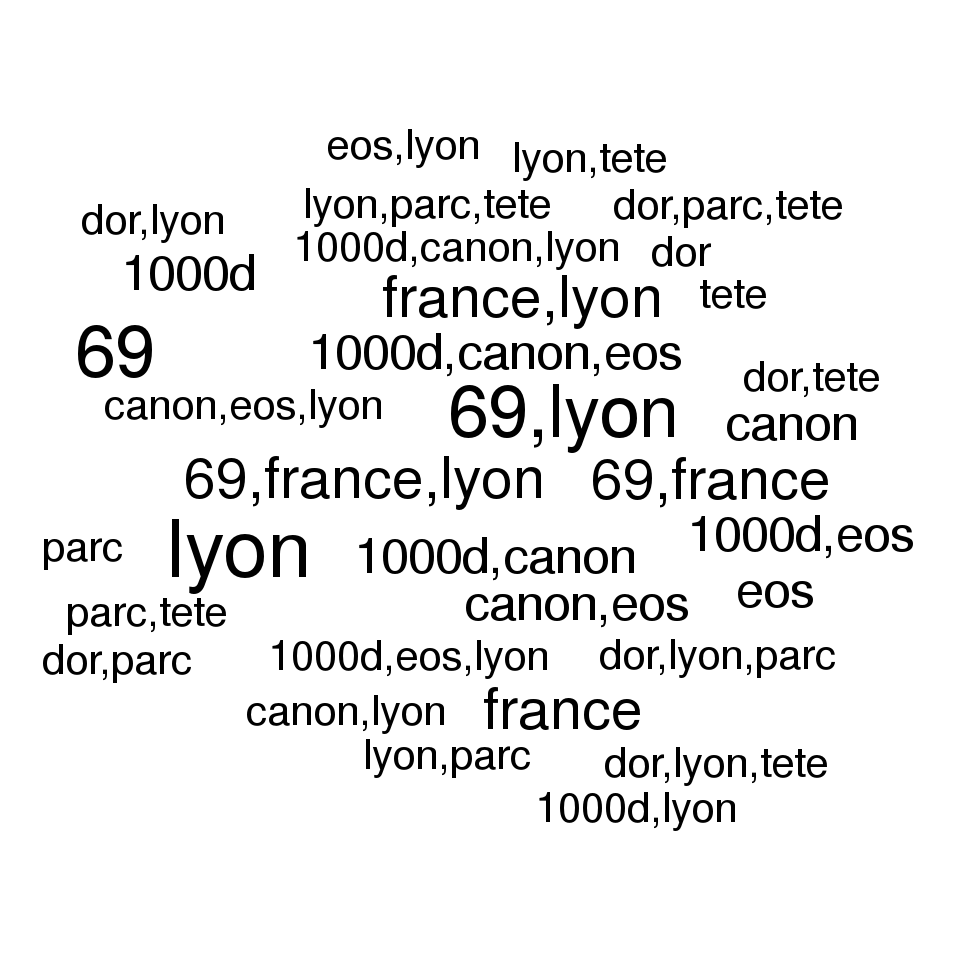 eos,lyon
lyon,tete
lyon,parc,tete
dor,parc,tete
dor,lyon
1000d,canon,lyon
dor
1000d
france,lyon
tete
69
1000d,canon,eos
dor,tete
canon,eos,lyon
69,lyon
canon
69,france,lyon
69,france
parc
lyon
1000d,canon
1000d,eos
canon,eos
eos
parc,tete
dor,parc
1000d,eos,lyon
dor,lyon,parc
canon,lyon
france
lyon,parc
dor,lyon,tete
1000d,lyon